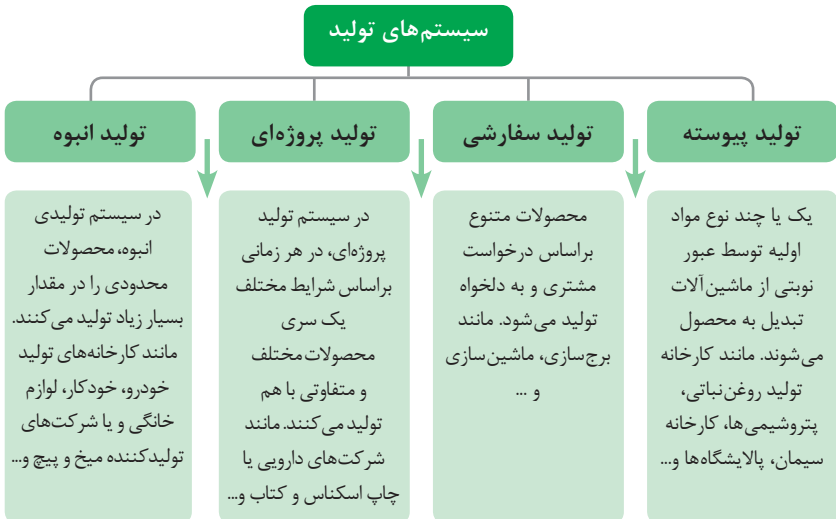 سیستم‌های تولید
تولید پیوسته
یک یا چند نوع مواد
اولیه توسط عبور
نوبتی از ماشین‌آلات
تبدیل به محصول
می‌شوند. مانند کارخانه
تولید روغن‌نباتی،
پتروشیمی‌ها، کارخانه
سیمان، پالایشگاه‌ها و...
تولید سفارشی
محصولات متنوع
براساس درخواست
مشتری و به دلخواه
تولید می‌شود. مانند
برج‌سازی، ماشین‌سازی
و ...
تولید پروژه‌ای
در سیستم تولید
پروژه‌ای، در هر زمانی
براساس شرایط مختلف
یک سری
محصولات مختلف
و متفاوتی با هم
تولید می‌کنند. مانند
شرکت‌های دارویی یا
چاپ اسکناس و کتاب و...
تولید انبوه
در سیستم تولیدی
انبوه، محصولات
محدودی را در مقدار
بسیار زیاد تولید می‌کنند.
مانند کارخانه‌های تولید
خودرو، خودکار، لوازم
خانگی و یا شرکت‌های
تولیدکننده میخ و پیچ و...